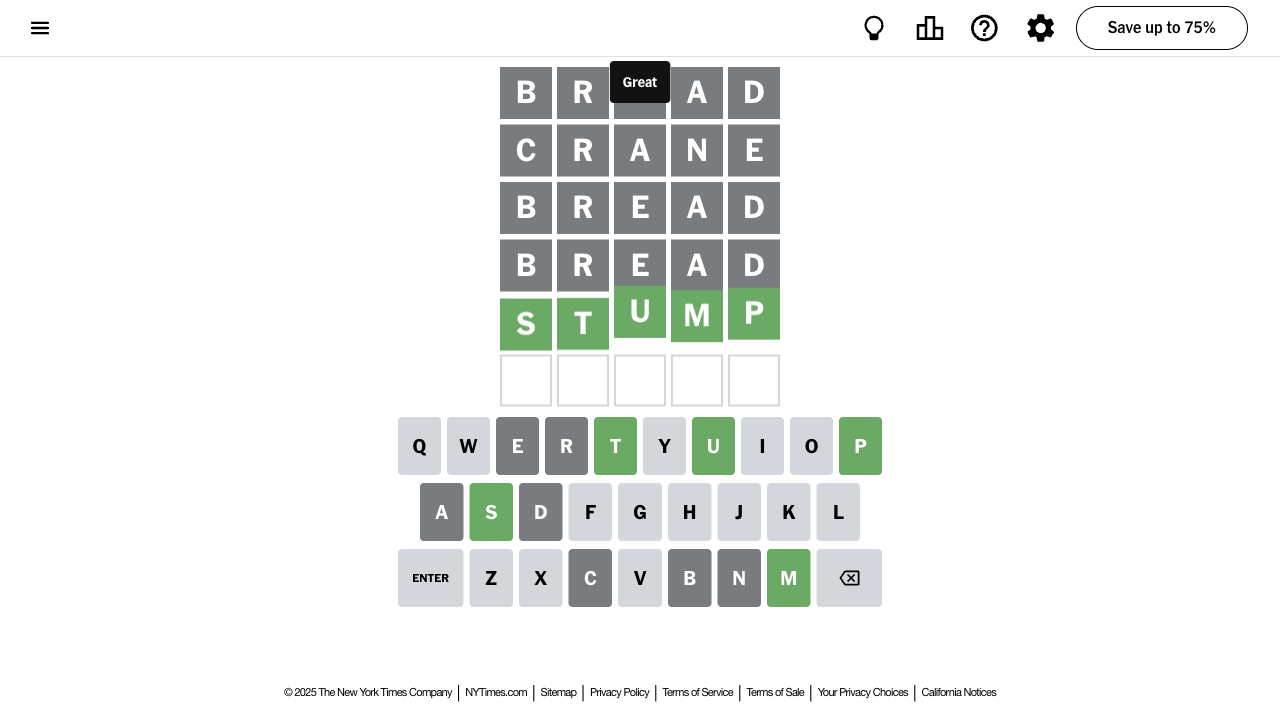 Save up to 75%
Great
B R A D
C R A N E
B R E A D
B R E A D
S T U M P
Q W E R T Y U I O P
A S D F G H J K L
ENTER Z X C V B N M
© 2025 The New York Times Company | NYTimes.com | Sitemap | Privacy Policy | Terms of Service | Terms of Sale | Your Privacy Choices | California Notices